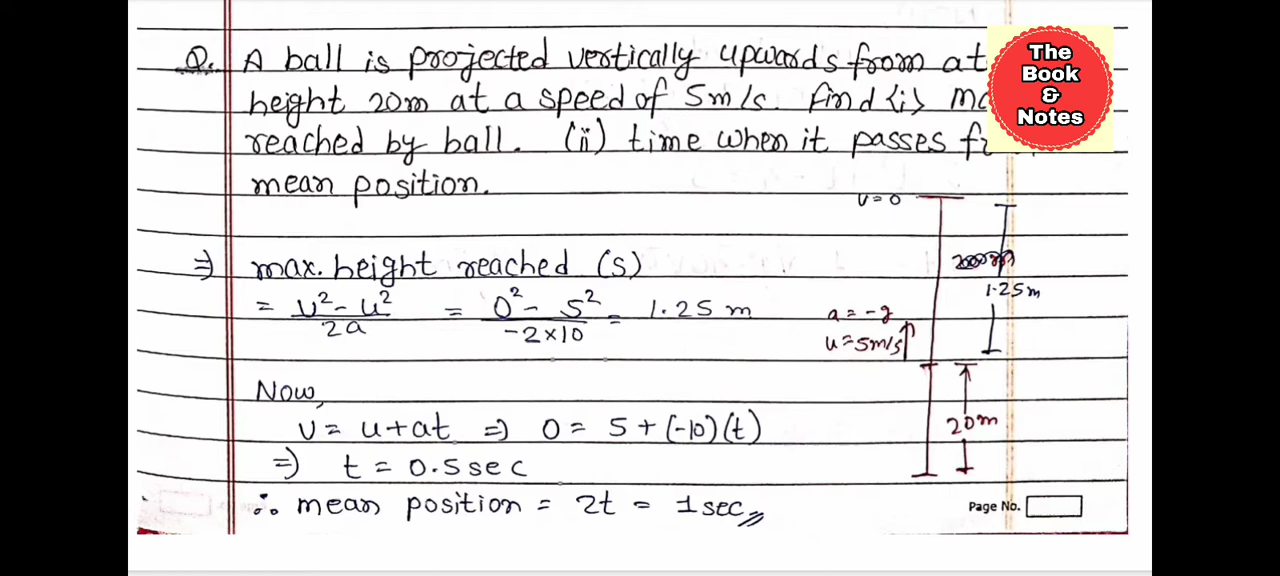 Q. A ball is projected vertically upwards from at
height 20m at a speed of 5m/s. find (i)
reached by ball. (ii) time when it passes
mean position.
The
Book
&
Notes
v = 0
⇒ max. height reached (s)
= v² - u² / 2a = 0² - 5² / -2×10 = 1.25 m
1.25m
a = -g
u = 5m/s
Now,
v = u + at ⇒ 0 = 5 + (-10)(t)
20m
⇒ t = 0.5 sec
∴ mean position = 2t = 1 sec
Page No.